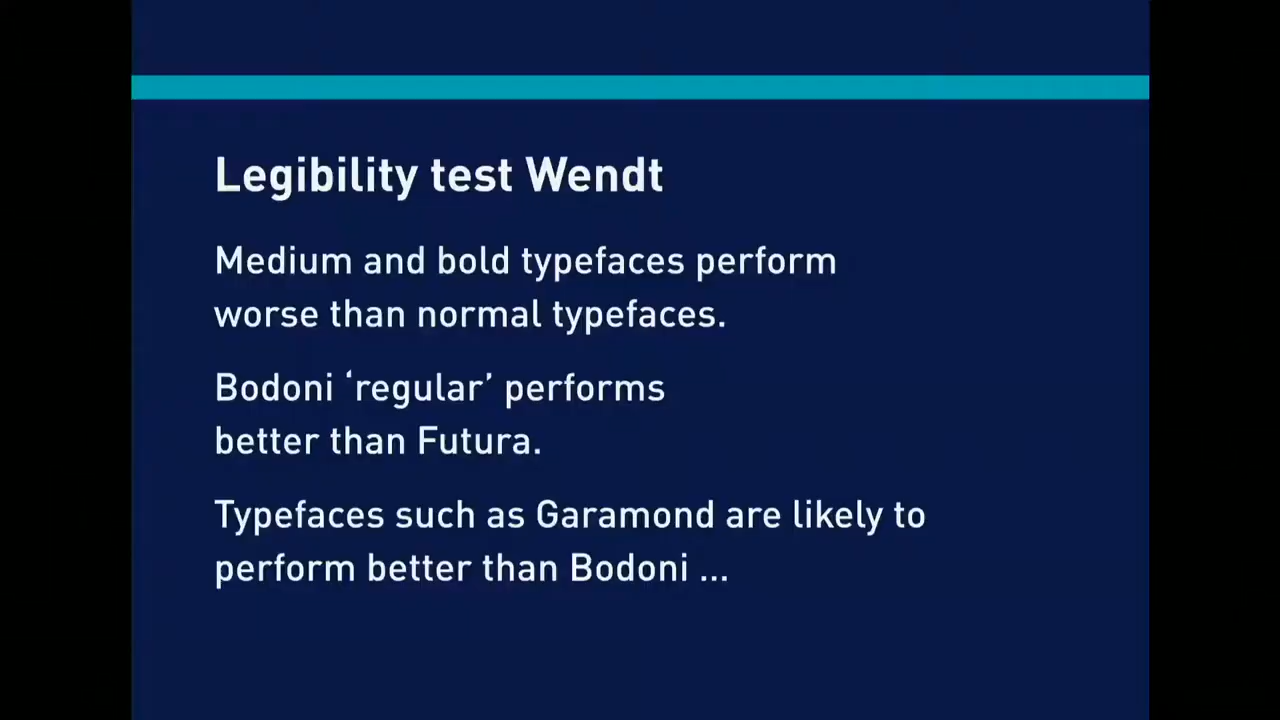 Legibility test Wendt
Medium and bold typefaces perform
worse than normal typefaces.
Bodoni ‘regular’ performs
better than Futura.
Typefaces such as Garamond are likely to
perform better than Bodoni ...